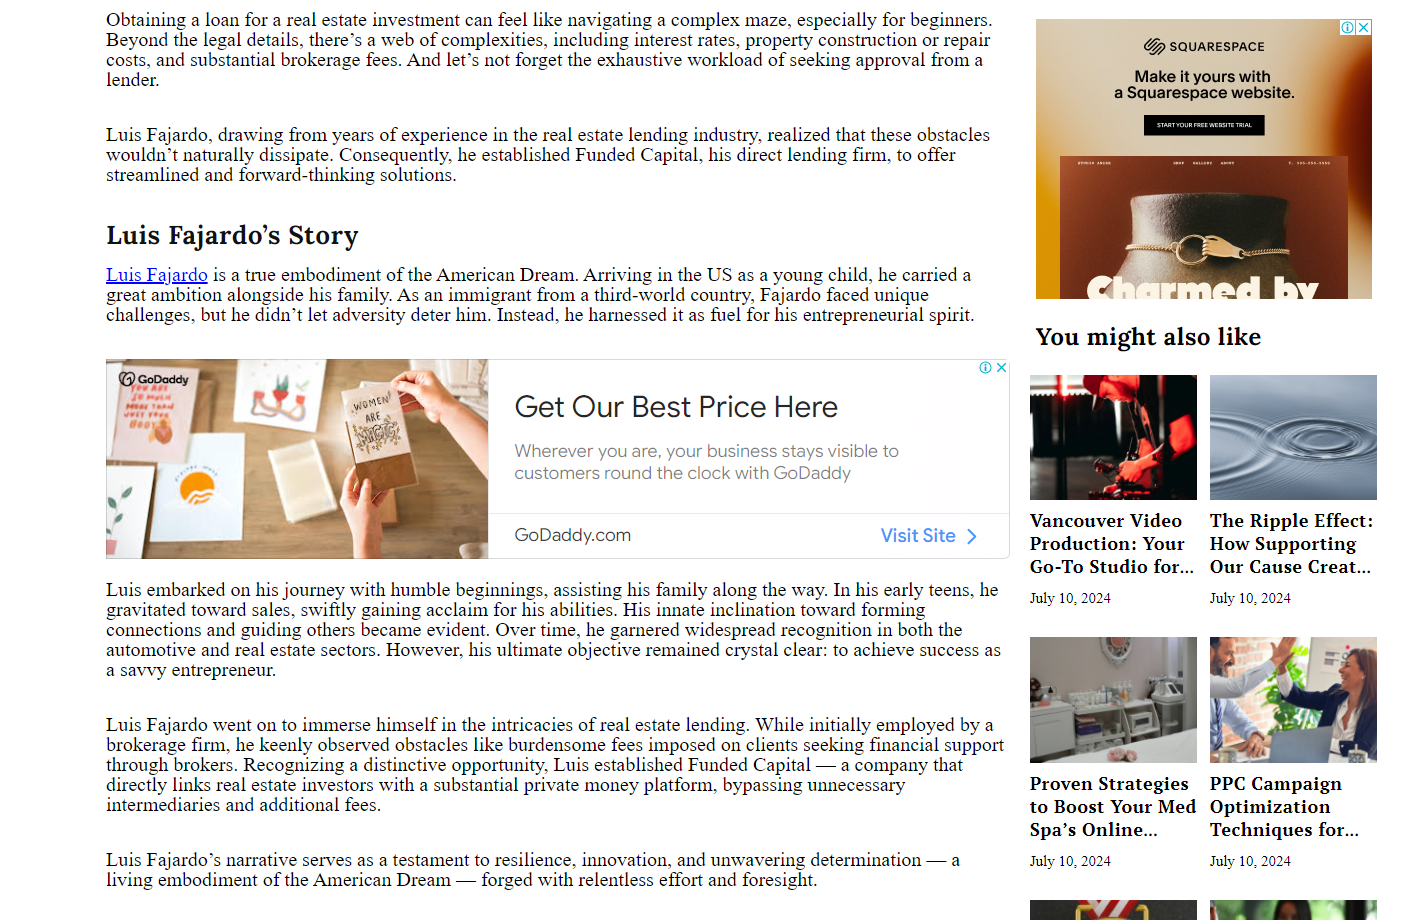 Obtaining a loan for a real estate investment can feel like navigating a complex maze, especially for beginners.
Beyond the legal details, there’s a web of complexities, including interest rates, property construction or repair
costs, and substantial brokerage fees. And let’s not forget the exhaustive workload of seeking approval from a
lender.
Luis Fajardo, drawing from years of experience in the real estate lending industry, realized that these obstacles
wouldn’t naturally dissipate. Consequently, he established Funded Capital, his direct lending firm, to offer
streamlined and forward-thinking solutions.
Luis Fajardo’s Story
Luis Fajardo is a true embodiment of the American Dream. Arriving in the US as a young child, he carried a
great ambition alongside his family. As an immigrant from a third-world country, Fajardo faced unique
challenges, but he didn’t let adversity deter him. Instead, he harnessed it as fuel for his entrepreneurial spirit.
GoDaddy
YOU ARE
SO MUCH
MORE THAN
JUST YOUR
BODY
WOMEN
ARE
MAGIC
Get Our Best Price Here
Wherever you are, your business stays visible to
customers round the clock with GoDaddy
GoDaddy.com
Visit Site
Luis embarked on his journey with humble beginnings, assisting his family along the way. In his early teens, he
gravitated toward sales, swiftly gaining acclaim for his abilities. His innate inclination toward forming
connections and guiding others became evident. Over time, he garnered widespread recognition in both the
automotive and real estate sectors. However, his ultimate objective remained crystal clear: to achieve success as
a savvy entrepreneur.
Luis Fajardo went on to immerse himself in the intricacies of real estate lending. While initially employed by a
brokerage firm, he keenly observed obstacles like burdensome fees imposed on clients seeking financial support
through brokers. Recognizing a distinctive opportunity, Luis established Funded Capital — a company that
directly links real estate investors with a substantial private money platform, bypassing unnecessary
intermediaries and additional fees.
Luis Fajardo’s narrative serves as a testament to resilience, innovation, and unwavering determination — a
living embodiment of the American Dream — forged with relentless effort and foresight.
SQUARESPACE
Make it yours with
a Squarespace website.
START YOUR FREE WEBSITE TRIAL
SHOP GALLERY ABOUT
Charmed by
You might also like
Vancouver Video
Production: Your
Go-To Studio for...
July 10, 2024
The Ripple Effect:
How Supporting
Our Cause Creat...
July 10, 2024
Proven Strategies
to Boost Your Med
Spa’s Online...
July 10, 2024
PPC Campaign
Optimization
Techniques for...
July 10, 2024